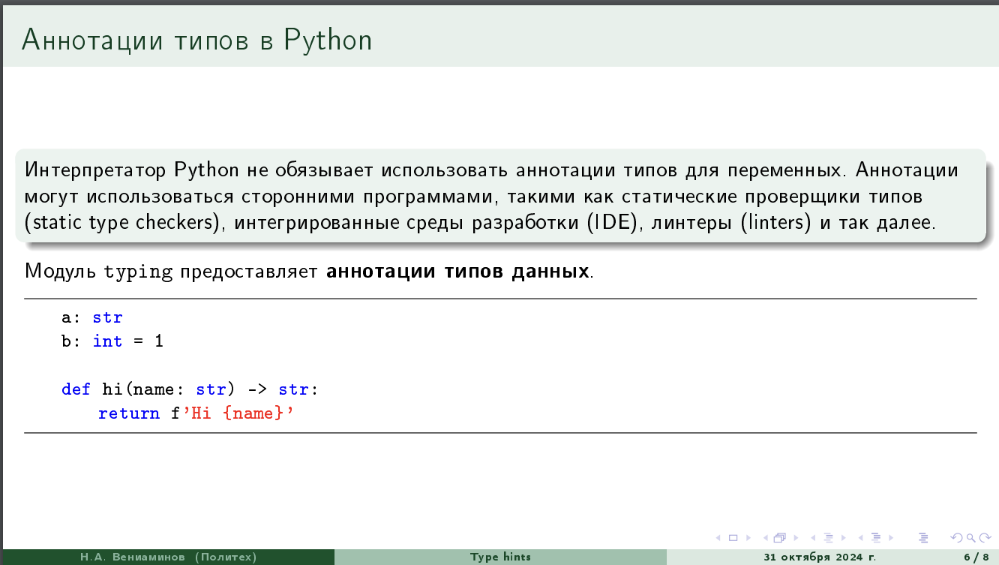 Аннотации типов в Python
Интерпретатор Python не обязывает использовать аннотации типов для переменных. Аннотации
могут использоваться сторонними программами, такими как статические проверщики типов
(static type checkers), интегрированные среды разработки (IDE), линтеры (linters) и так далее.
Модуль typing предоставляет аннотации типов данных.
a: str
b: int = 1
def hi(name: str) -> str:
return f'Hi {name}'
Н.А. Вениаминов (Политех)
Type hints
31 октября 2024 г.
6 / 8